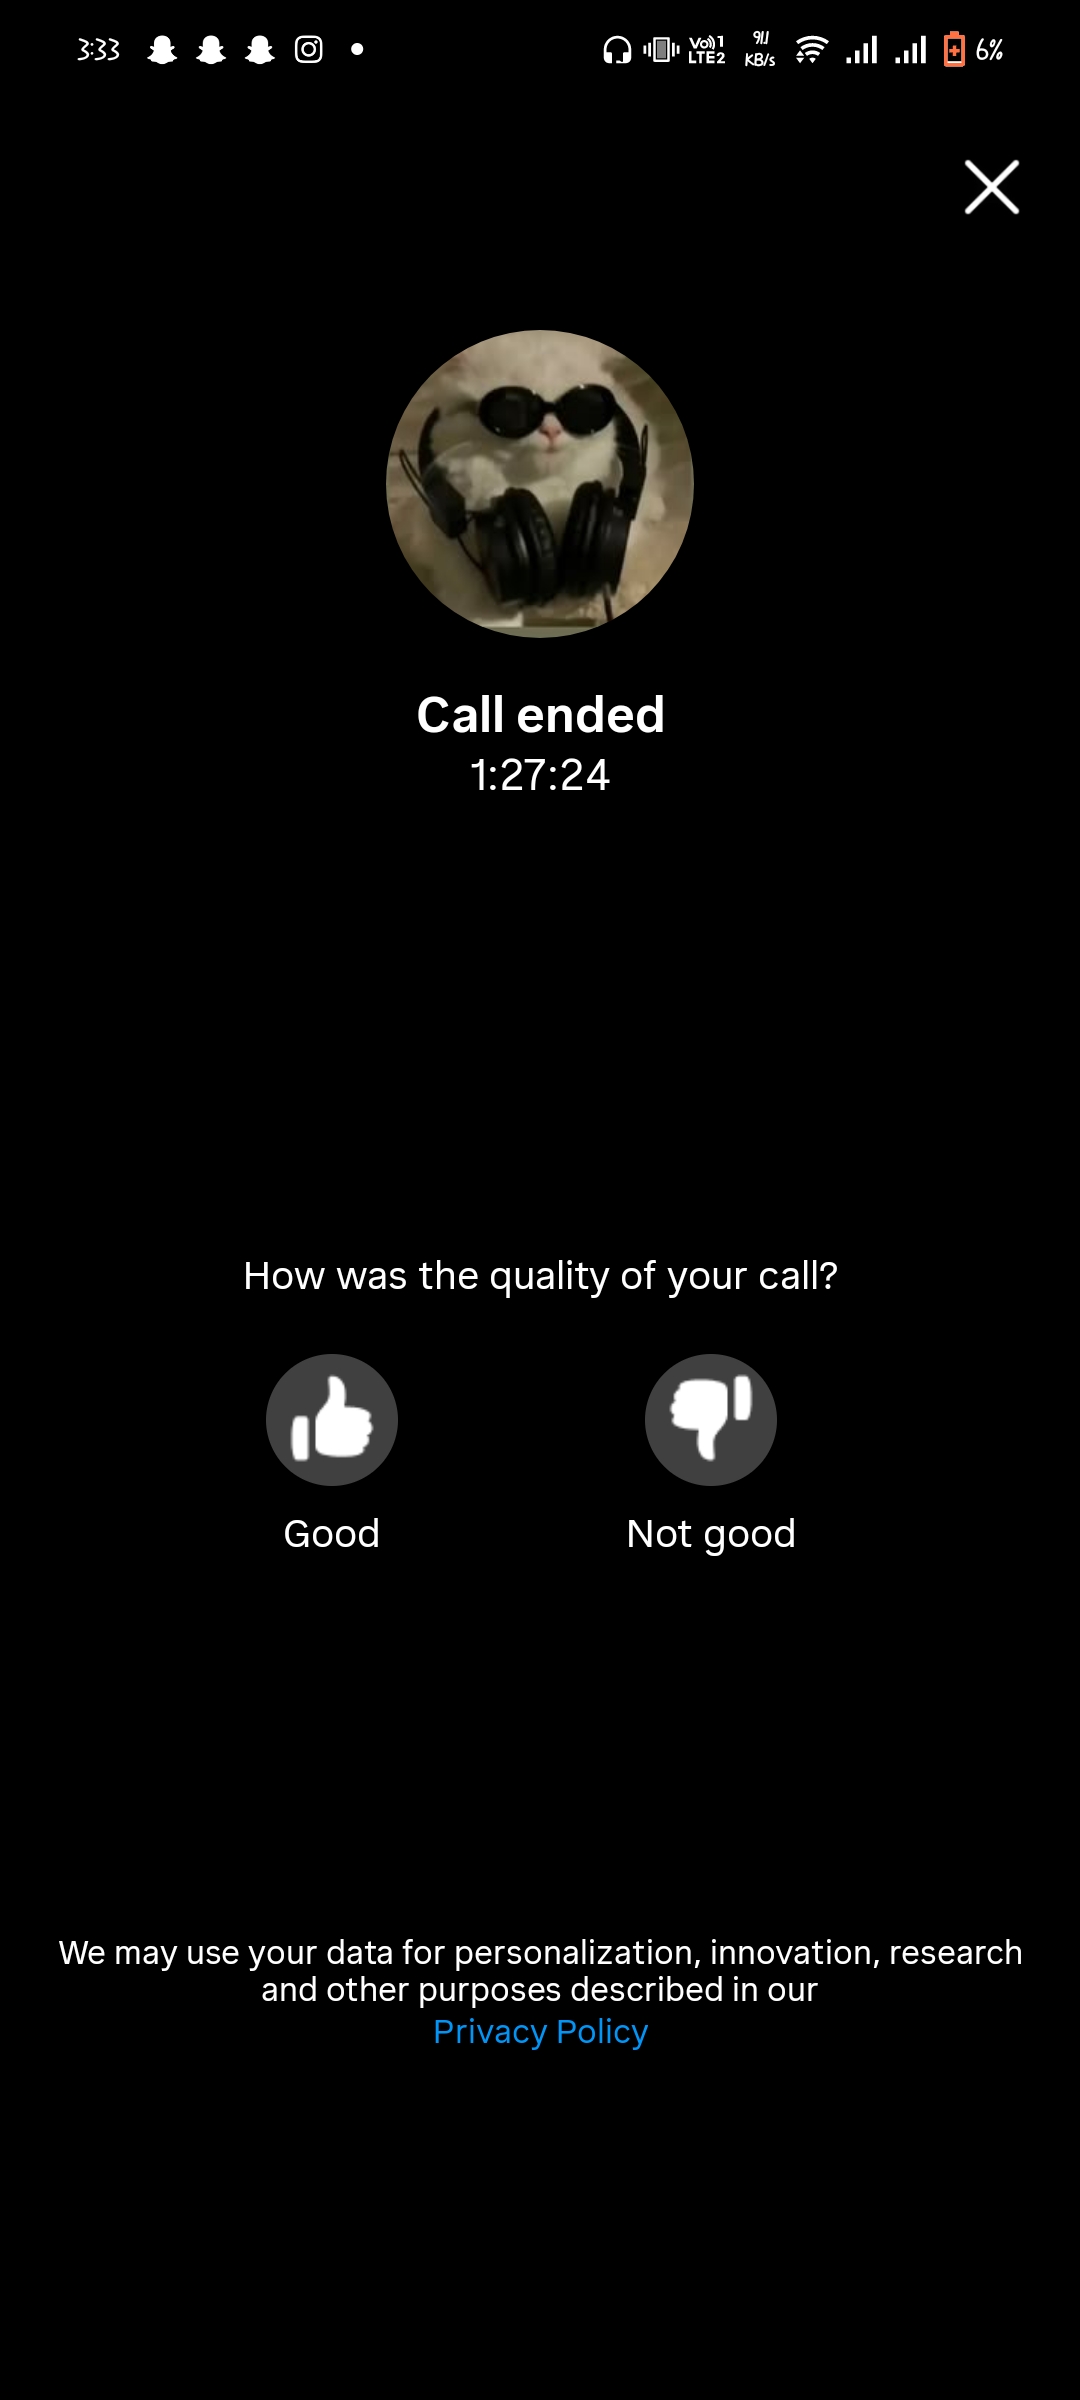 3:33
Vo)) 1
LTE2
9.1
KB/s
6%
Call ended
1:27:24
How was the quality of your call?
Good
Not good
We may use your data for personalization, innovation, research
and other purposes described in our
Privacy Policy